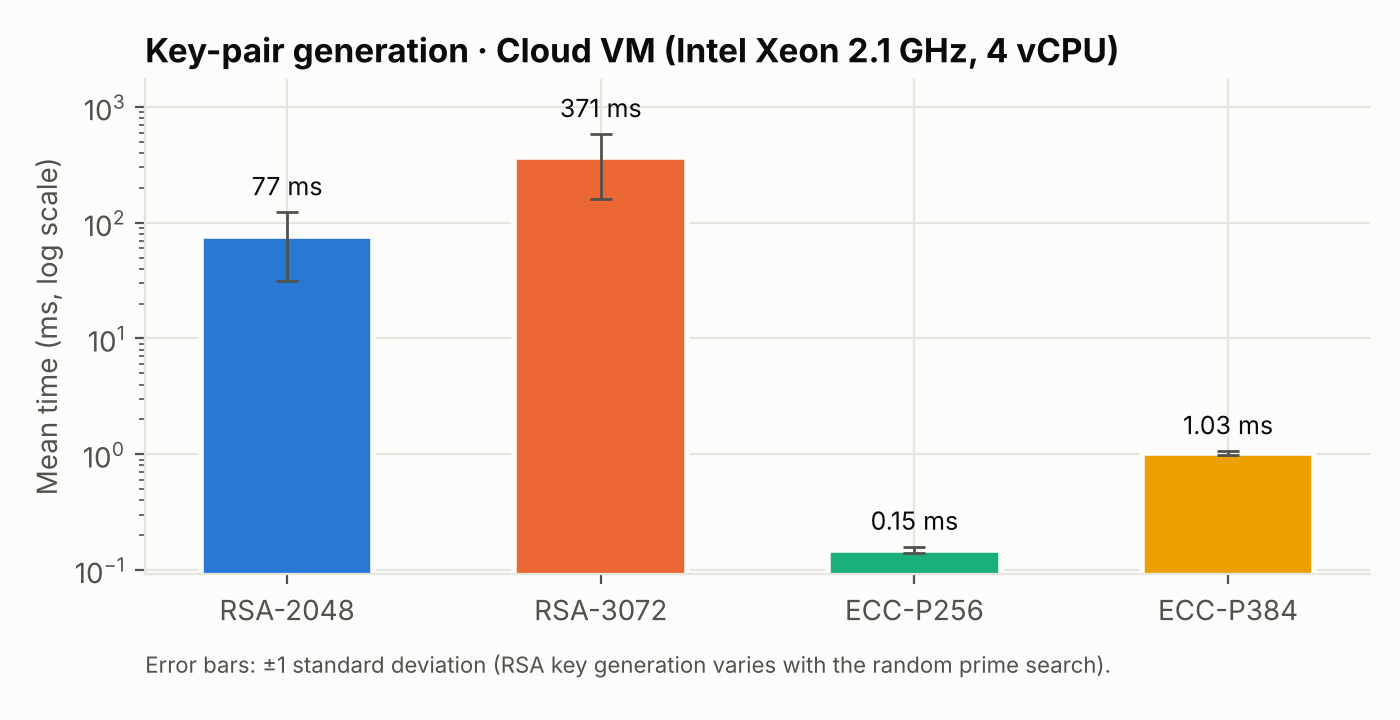 Key-pair generation · Cloud VM (Intel Xeon 2.1 GHz, 4 vCPU)
Mean time (ms, log scale)
10³
10²
10¹
10⁰
10⁻¹
77 ms
371 ms
0.15 ms
1.03 ms
RSA-2048
RSA-3072
ECC-P256
ECC-P384
Error bars: ±1 standard deviation (RSA key generation varies with the random prime search).